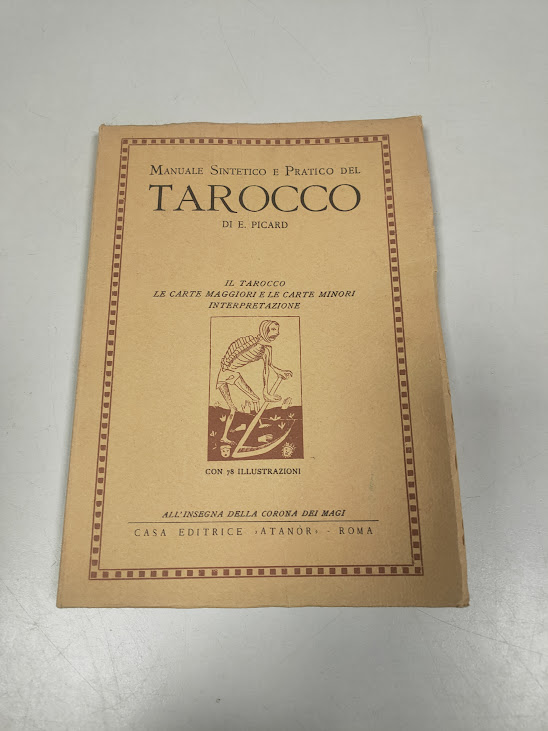 MANUALE SINTETICO E PRATICO DEL
TAROCCO
DI E. PICARD
IL TAROCCO
LE CARTE MAGGIORI E LE CARTE MINORI
INTERPRETAZIONE
CON 78 ILLUSTRAZIONI
ALL'INSEGNA DELLA CORONA DEI MAGI
CASA EDITRICE ›ATANÒR‹ - ROMA